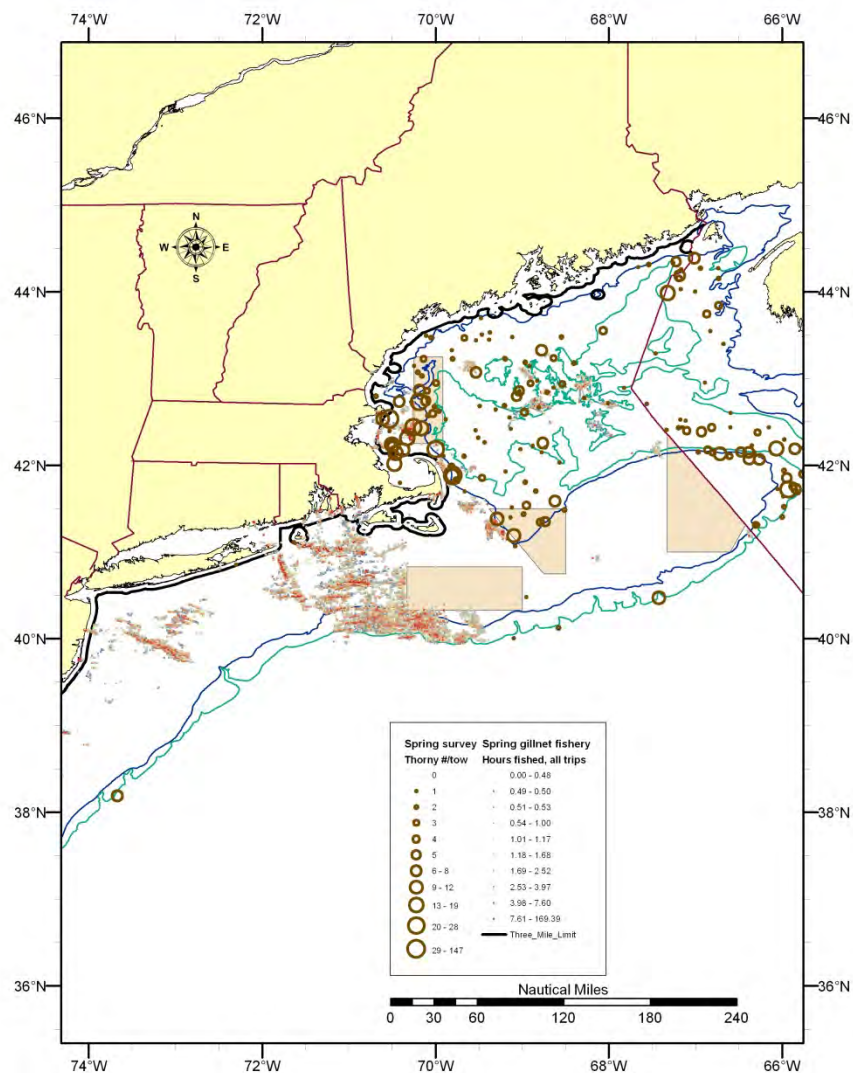 74°W 72°W 70°W 68°W 66°W
46°N 46°N
N
W E
S
44°N 44°N
42°N 42°N
40°N 40°N
Spring survey Spring gillnet fishery
Thorny #/tow Hours fished, all trips
0 0.00 - 0.48
1 0.49 - 0.50
2 0.51 - 0.53
3 0.54 - 1.00
4 1.01 - 1.17
5 1.18 - 1.68
6 - 8 1.69 - 2.52
9 - 12 2.53 - 3.97
13 - 19 3.98 - 7.60
20 - 28 7.61 - 169.39
29 - 147 Three_Mile_Limit
38°N 38°N
36°N 36°N
Nautical Miles
0 15 30 60 120 180 240
74°W 72°W 70°W 68°W 66°W